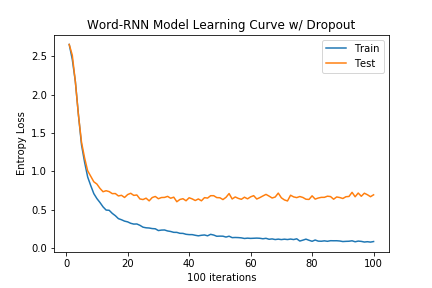 Word-RNN Model Learning Curve w/ Dropout
Train
Test
Entropy Loss
2.5
2.0
1.5
1.0
0.5
0.0
0 20 40 60 80 100
100 iterations